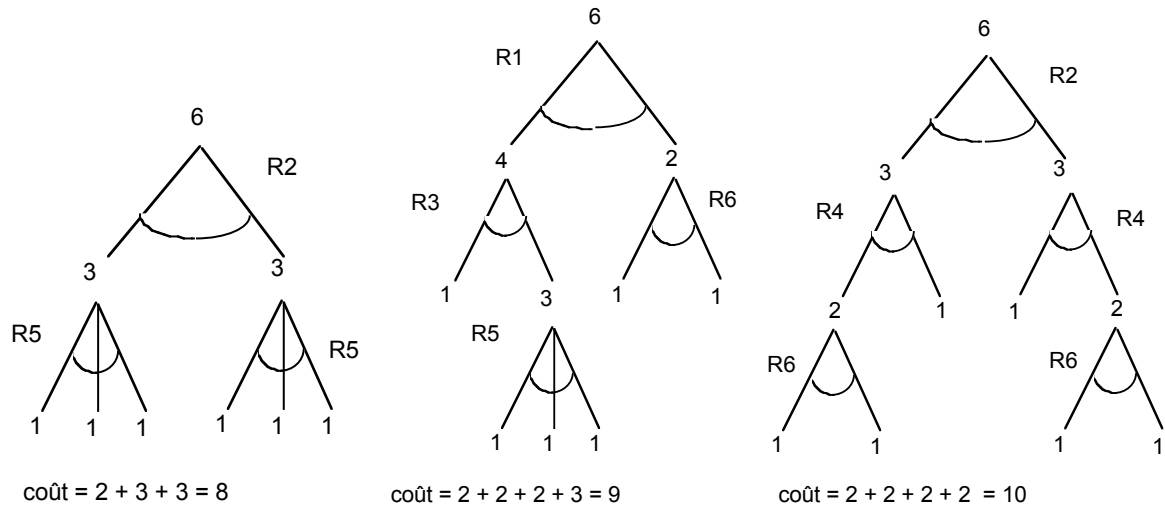 6
R2
3 3
R5 R5
1 1 1 1 1 1
coût = 2 + 3 + 3 = 8
6
R1
4 2
R3 R6
1 3 1 1
R5
1 1 1
coût = 2 + 2 + 2 + 3 = 9
6
R2
3 3
R4 R4
2 1 1 2
R6 R6
1 1 1 1
coût = 2 + 2 + 2 + 2 = 10